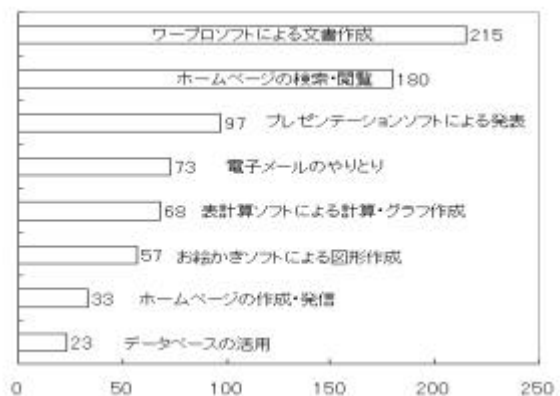 ワープロソフトによる文書作成 215
ホームページの検索・閲覧 180
97 プレゼンテーションソフトによる発表
73 電子メールのやりとり
68 表計算ソフトによる計算・グラフ作成
57 お絵かきソフトによる図形作成
33 ホームページの作成・発信
23 データベースの活用
0 50 100 150 200 250